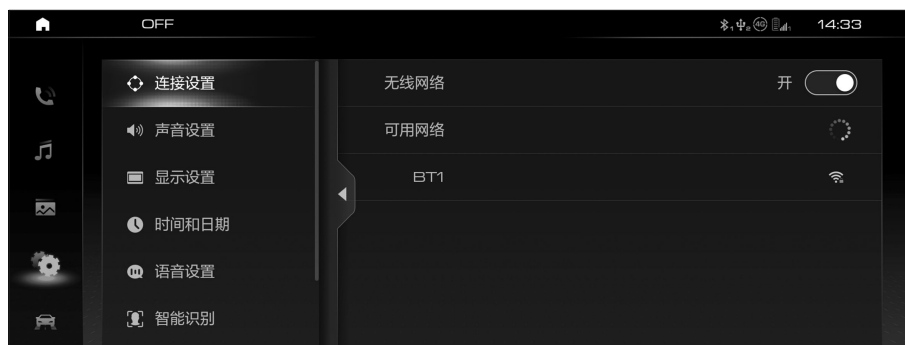 OFF 14:33
连接设置
声音设置
显示设置
时间和日期
语音设置
智能识别
无线网络 开
可用网络
BT1